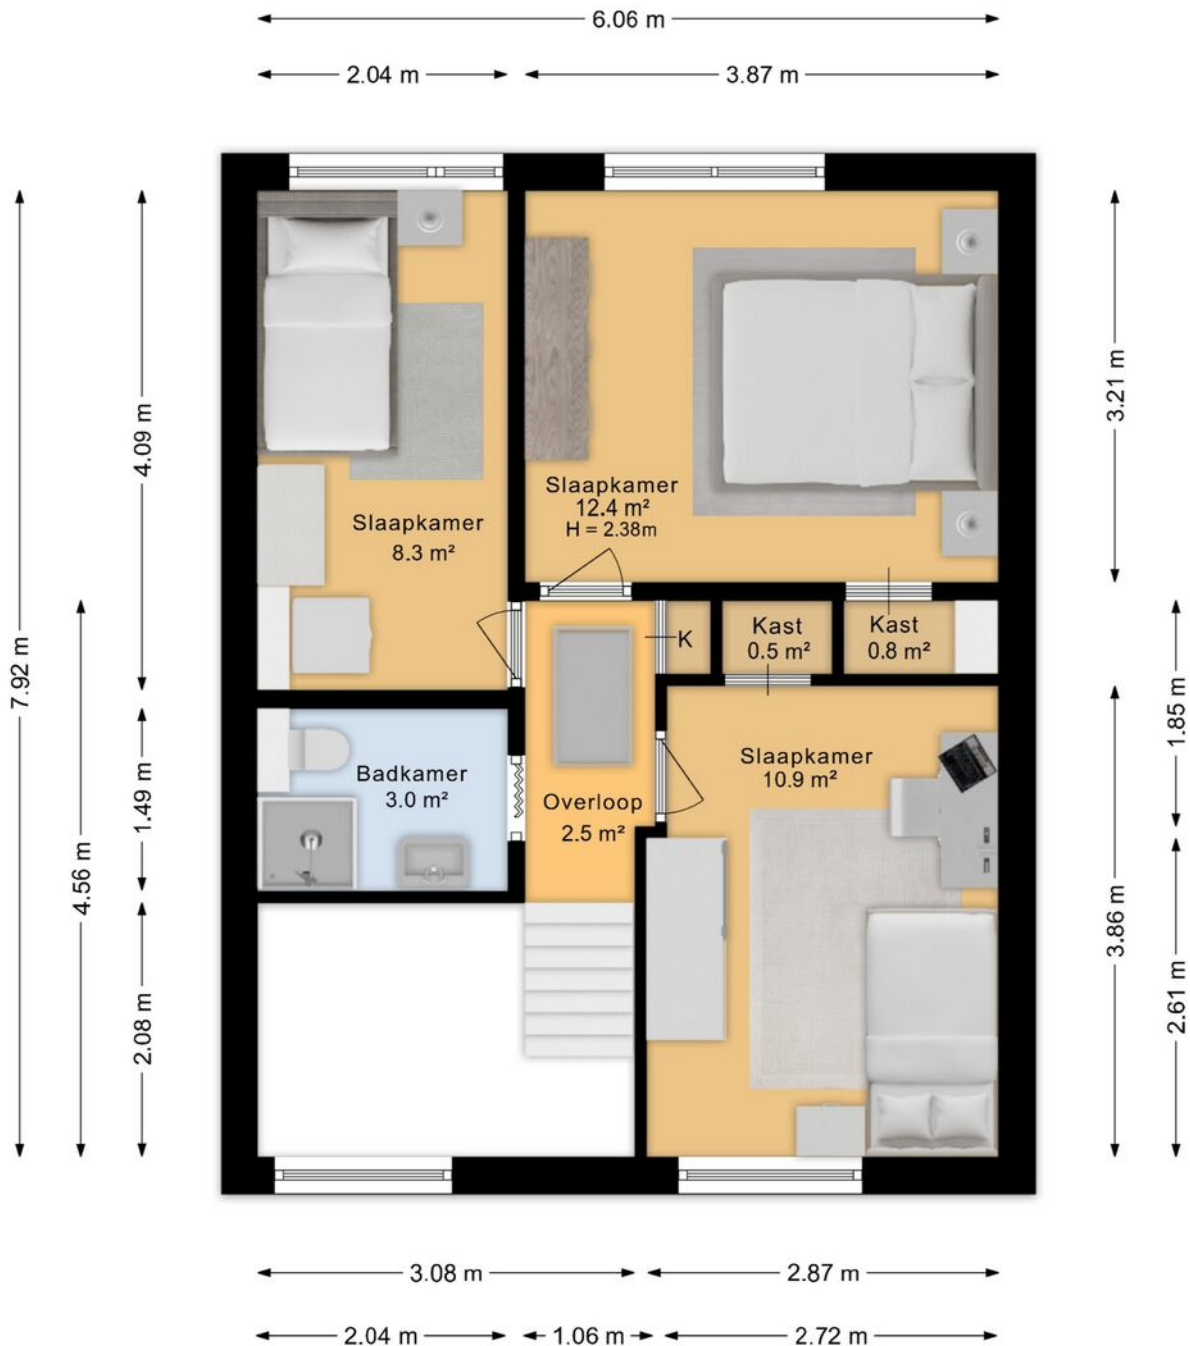 6.06 m
2.04 m
3.87 m
7.92 m
4.09 m
4.56 m
1.49 m
2.08 m
Slaapkamer
8.3 m²
Slaapkamer
12.4 m²
H = 2.38m
3.21 m
K
Kast
0.5 m²
Kast
0.8 m²
Badkamer
3.0 m²
Overloop
2.5 m²
Slaapkamer
10.9 m²
1.85 m
3.86 m
2.61 m
3.08 m
2.87 m
2.04 m
1.06 m
2.72 m